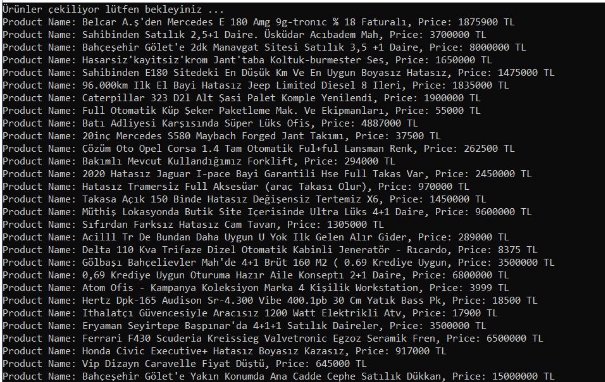 Ürünler çekiliyor lütfen bekleyiniz ...
Product Name: Belcar A.ş'den Mercedes E 180 Amg 9g-tronıc % 18 Faturalı, Price: 1875900 TL
Product Name: Sahibinden Satılık 2,5+1 Daire. Üsküdar Acıbadem Mah, Price: 3700000 TL
Product Name: Bahçeşehir Gölet'e 2dk Manavgat Sitesi Satılık 3,5 +1 Daire, Price: 8000000 TL
Product Name: Hasarsiz'kayitsiz'krom Jant'taba Koltuk-burmester Ses, Price: 1650000 TL
Product Name: Sahibinden E180 Sitedeki En Düşük Km Ve En Uygun Boyasız Hatasız, Price: 1475000 TL
Product Name: 96.000km Ilk El Bayi Hatasız Jeep Limited Diesel 8 Ileri, Price: 1835000 TL
Product Name: Caterpillar 323 D2l Alt Şasi Palet Komple Yenilendi, Price: 1900000 TL
Product Name: Full Otomatik Küp Şeker Paketleme Mak. Ve Ekipmanları, Price: 55000 TL
Product Name: Batı Adliyesi Karşısında Süper Lüks Ofis, Price: 4887000 TL
Product Name: 20inç Mercedes S580 Maybach Forged Jant Takımı, Price: 37500 TL
Product Name: Çözüm Oto Opel Corsa 1.4 Tam Otomatik Ful+ful Lansman Renk, Price: 262500 TL
Product Name: Bakımlı Mevcut Kullandığımız Forklift, Price: 294000 TL
Product Name: 2020 Hatasız Jaguar I-pace Bayi Garantili Hse Full Takas Var, Price: 2450000 TL
Product Name: Hatasız Tramersiz Full Aksesüar (araç Takası Olur), Price: 970000 TL
Product Name: Takasa Açık 150 Binde Hatasız Değişensiz Tertemiz X6, Price: 1450000 TL
Product Name: Müthiş Lokasyonda Butik Site Içerisinde Ultra Lüks 4+1 Daire, Price: 9600000 TL
Product Name: Sıfırdan Farksız Hatasız Cam Tavan, Price: 1305000 TL
Product Name: Acilll Tr De Bundan Daha Uygun U Yok Ilk Gelen Alır Gider, Price: 289000 TL
Product Name: Delta 110 Kva Trifaze Dizel Otomatik Kabinli Jeneratör - Rıcardo, Price: 8375 TL
Product Name: Gölbaşı Bahçelievler Mah'de 4+1 Brüt 160 M2 ( 0.69 Krediye Uygun, Price: 3500000 TL
Product Name: 0,69 Krediye Uygun Oturuma Hazır Aile Konseptı 2+1 Daire, Price: 6800000 TL
Product Name: Atom Ofis - Kampanya Koleksiyon Marka 4 Kişilik Workstation, Price: 3999 TL
Product Name: Hertz Dpk-165 Audison Sr-4.300 Vibe 400.1pb 30 Cm Yatık Bass Pk, Price: 18500 TL
Product Name: Ithalatçı Güvencesiyle Aracısız 1200 Watt Elektrikli Atv, Price: 17900 TL
Product Name: Eryaman Seyirtepe Başpınar'da 4+1+1 Satılık Daireler, Price: 3500000 TL
Product Name: Ferrari F430 Scuderia Kreissieg Valvetronic Egzoz Seramik Fren, Price: 6500000 TL
Product Name: Honda Civic Executive+ Hatasız Boyasız Kazasız, Price: 917000 TL
Product Name: Vip Dizayn Caravelle Fiyat Düştü, Price: 645000 TL
Product Name: Bahçeşehir Gölet'e Yakın Konumda Ana Cadde Cephe Satılık Dükkan, Price: 15000000 TL